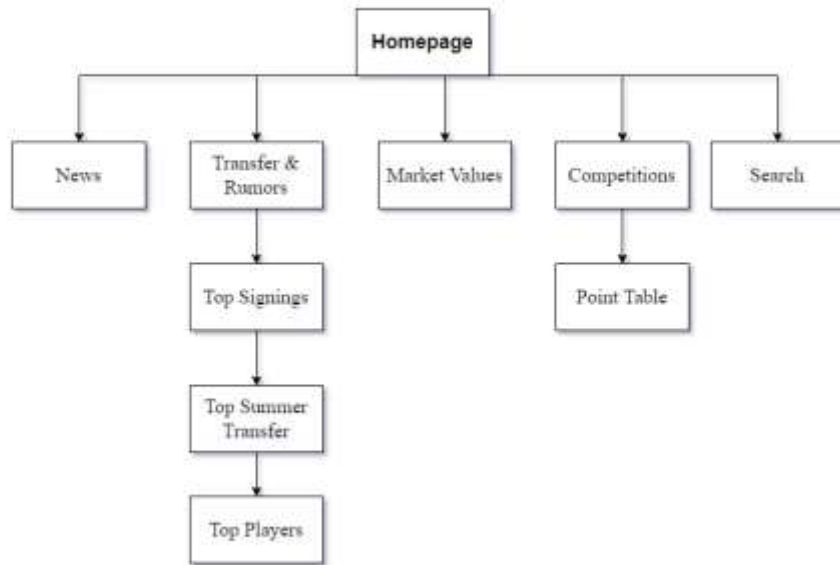 Homepage
News
Transfer &
Rumors
Market Values
Competitions
Search
Top Signings
Point Table
Top Summer
Transfer
Top Players